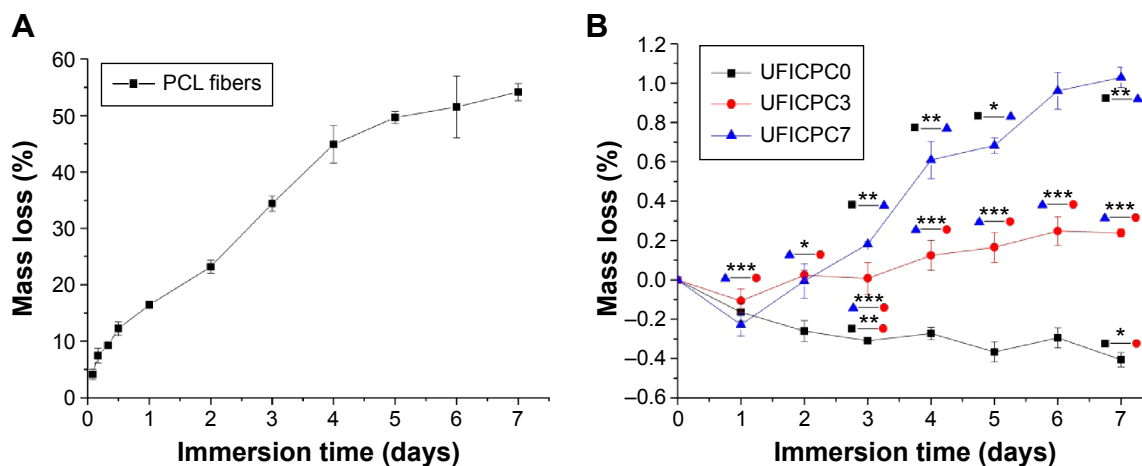 A
60
50
40
30
20
10
0
Mass loss (%)
PCL fibers
0 1 2 3 4 5 6 7
Immersion time (days)
B
1.2
1.0
0.8
0.6
0.4
0.2
0.0
–0.2
–0.4
–0.6
Mass loss (%)
UFICPC0
UFICPC3
UFICPC7
***
*
**
***
**
**
***
*
***
***
**
***
*
0 1 2 3 4 5 6 7
Immersion time (days)